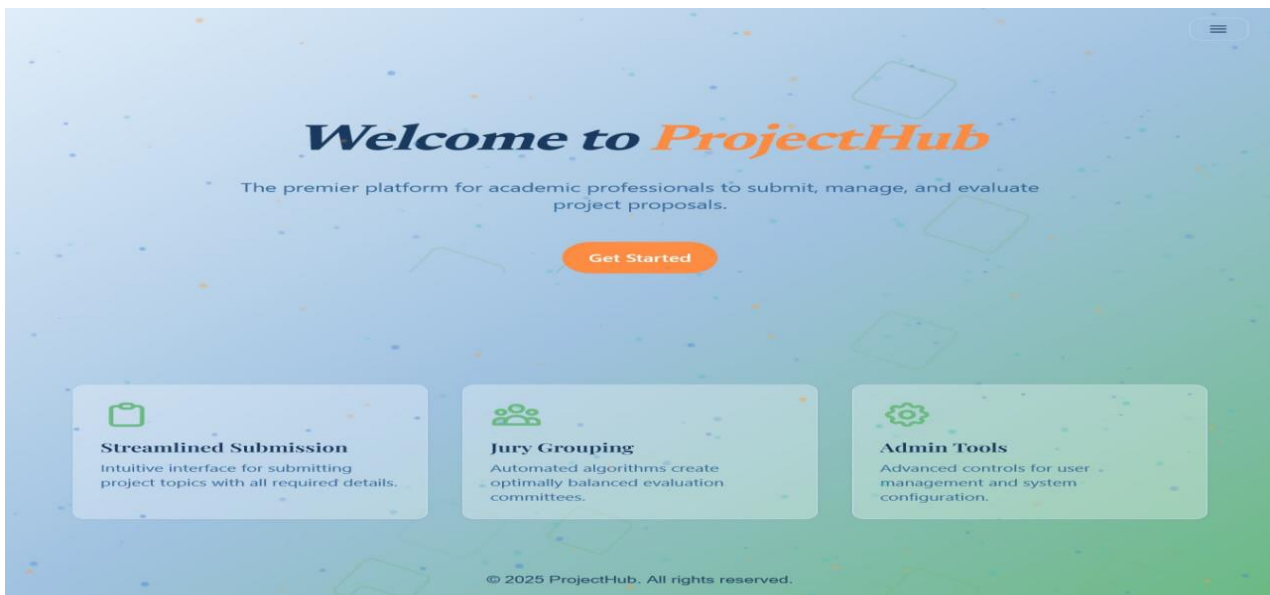 Welcome to ProjectHub
The premier platform for academic professionals to submit, manage, and evaluate
project proposals.
Get Started
Streamlined Submission
Intuitive interface for submitting
project topics with all required details.
Jury Grouping
Automated algorithms create
optimally balanced evaluation
committees.
Admin Tools
Advanced controls for user
management and system
configuration.
© 2025 ProjectHub. All rights reserved.